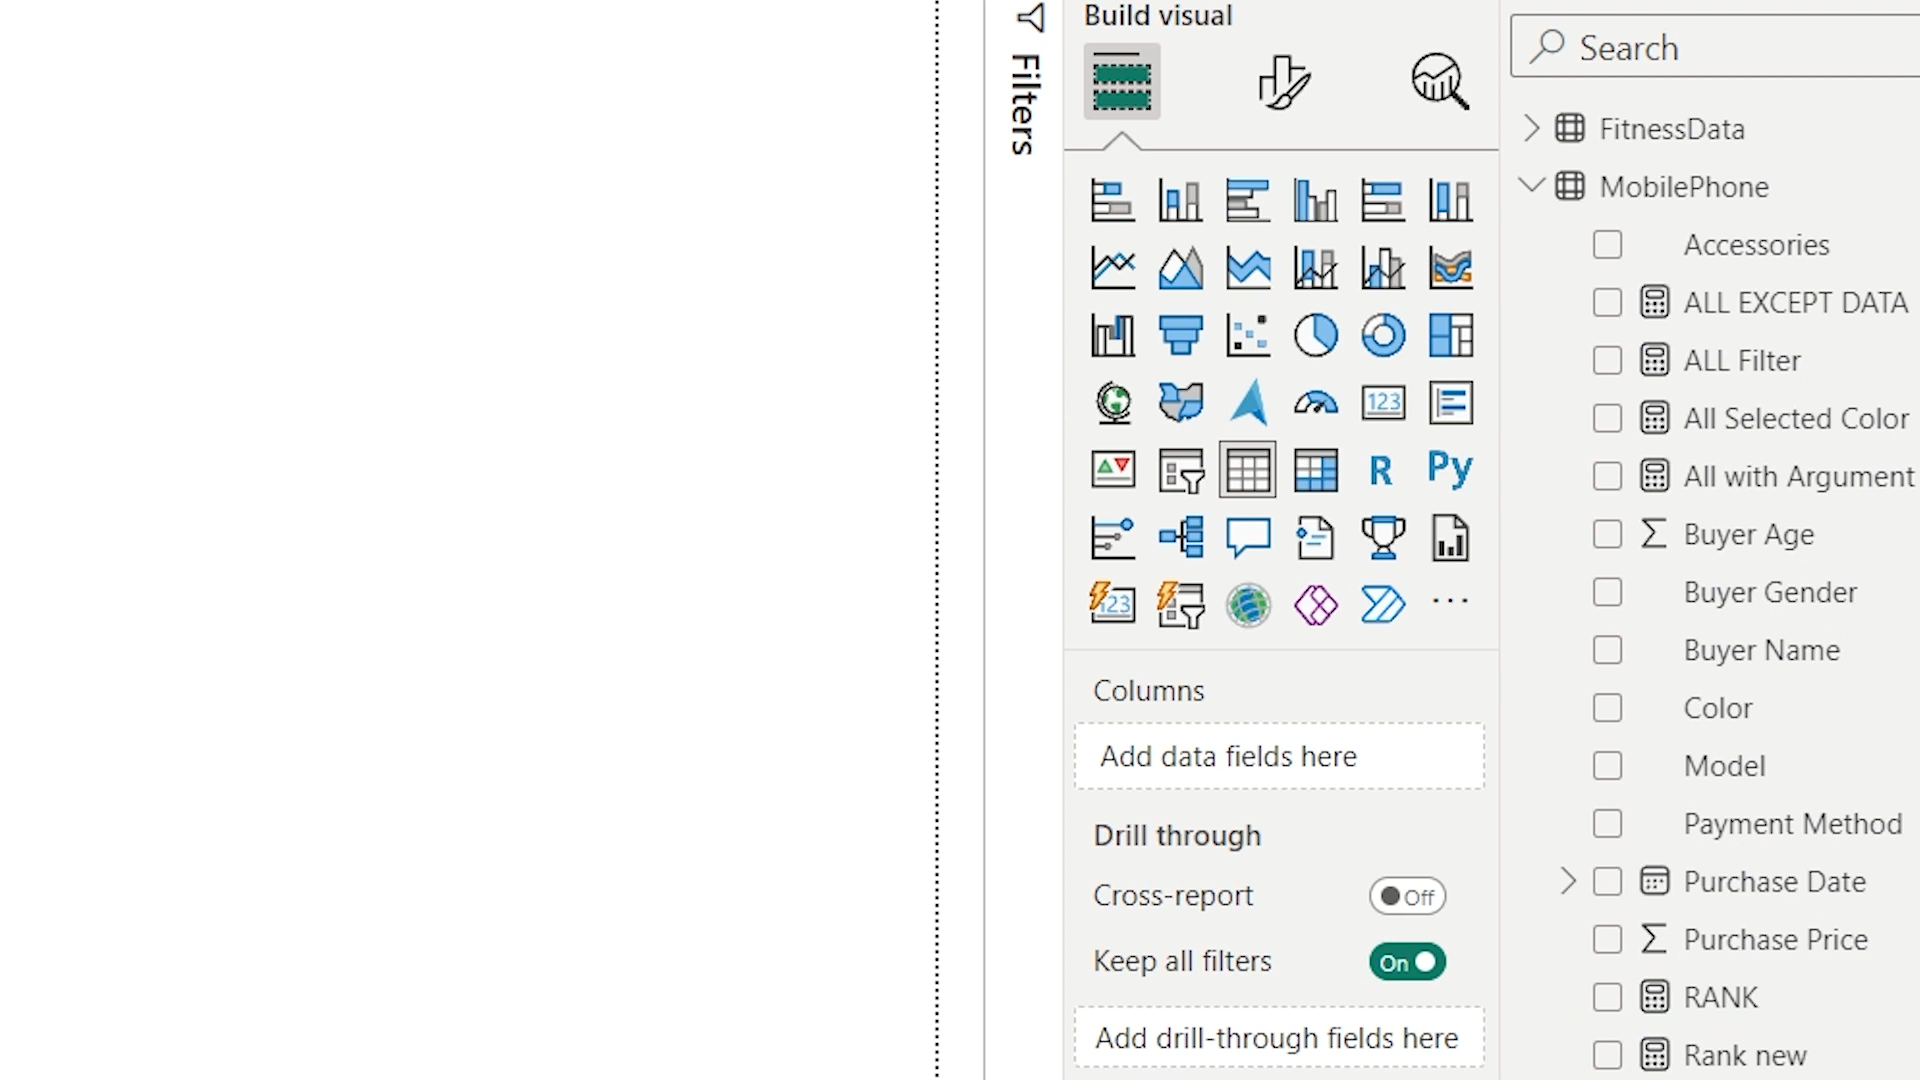 Build visual
Filters
Search
FitnessData
MobilePhone
Accessories
ALL EXCEPT DATA
ALL Filter
All Selected Color
All with Argument
Buyer Age
Buyer Gender
Buyer Name
Color
Model
Payment Method
Purchase Date
Purchase Price
RANK
Rank new
123
R
Py
123
...
Columns
Add data fields here
Drill through
Cross-report
Off
Keep all filters
On
Add drill-through fields here